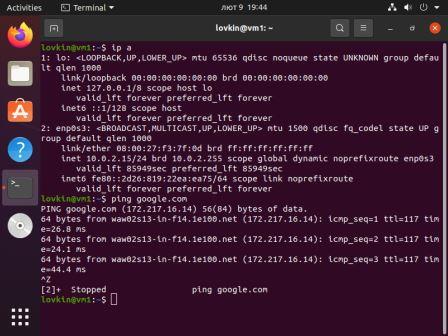 Activities
Terminal
лют 9 19:44
lovkin@vm1: ~
lovkin@vm1:~$ ip a
1: lo: <LOOPBACK,UP,LOWER_UP> mtu 65536 qdisc noqueue state UNKNOWN group defau
lt qlen 1000
    link/loopback 00:00:00:00:00:00 brd 00:00:00:00:00:00
    inet 127.0.0.1/8 scope host lo
       valid_lft forever preferred_lft forever
    inet6 ::1/128 scope host
       valid_lft forever preferred_lft forever
2: enp0s3: <BROADCAST,MULTICAST,UP,LOWER_UP> mtu 1500 qdisc fq_codel state UP gr
oup default qlen 1000
    link/ether 08:00:27:f3:7f:0d brd ff:ff:ff:ff:ff:ff
    inet 10.0.2.15/24 brd 10.0.2.255 scope global dynamic noprefixroute enp0s3
       valid_lft 85949sec preferred_lft 85949sec
    inet6 fe80::2d26:819:22ea:ea75/64 scope link noprefixroute
       valid_lft forever preferred_lft forever
lovkin@vm1:~$ ping google.com
PING google.com (172.217.16.14) 56(84) bytes of data.
64 bytes from waw02s13-in-f14.1e100.net (172.217.16.14): icmp_seq=1 ttl=117 tim
e=26.8 ms
64 bytes from waw02s13-in-f14.1e100.net (172.217.16.14): icmp_seq=2 ttl=117 tim
e=24.1 ms
64 bytes from waw02s13-in-f14.1e100.net (172.217.16.14): icmp_seq=3 ttl=117 tim
e=44.4 ms
^Z
[2]+  Stopped                 ping google.com
lovkin@vm1:~$